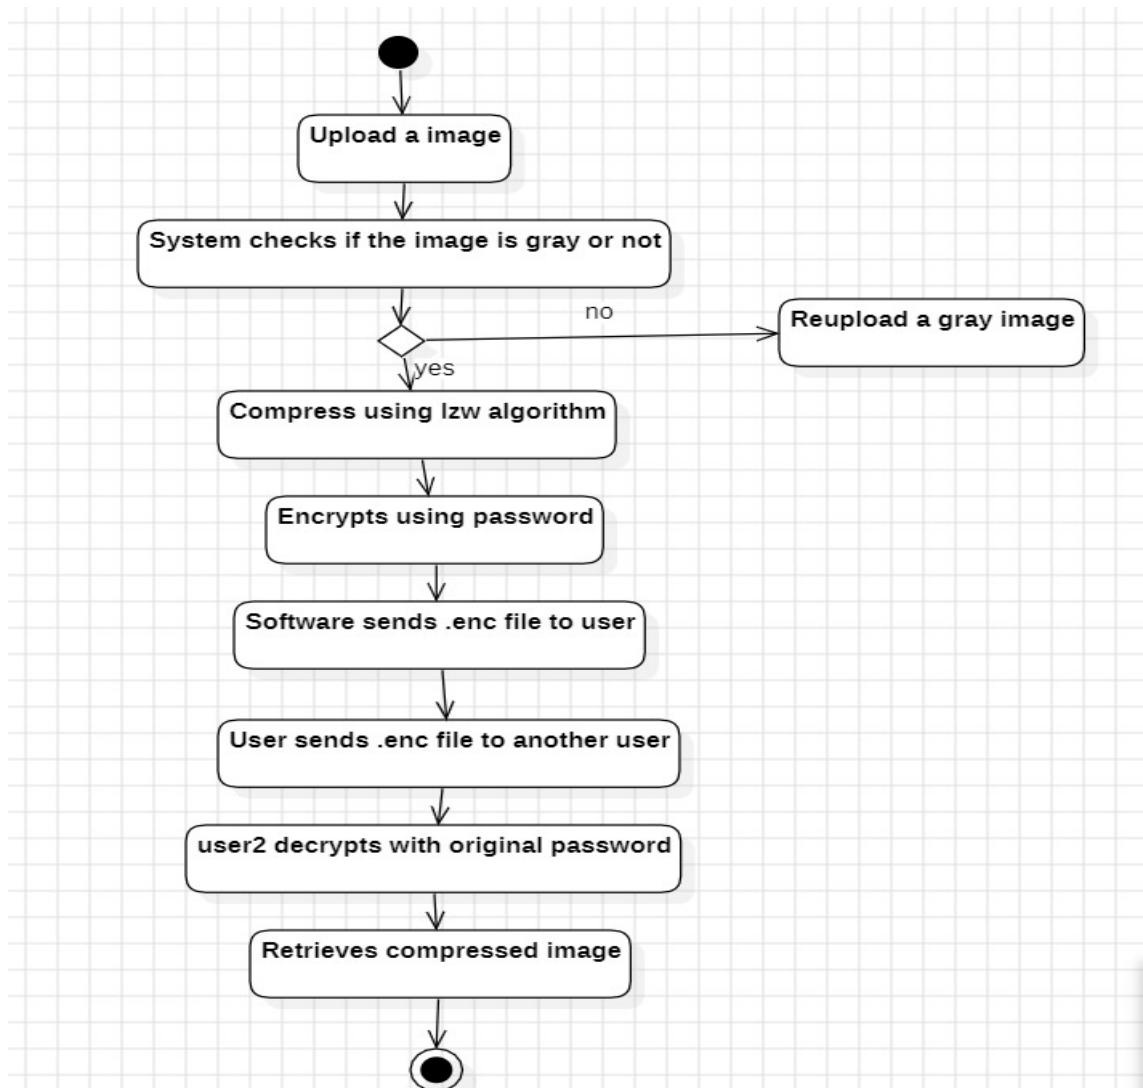 Upload a image
System checks if the image is gray or not
no
Reupload a gray image
yes
Compress using lzw algorithm
Encrypts using password
Software sends .enc file to user
User sends .enc file to another user
user2 decrypts with original password
Retrieves compressed image